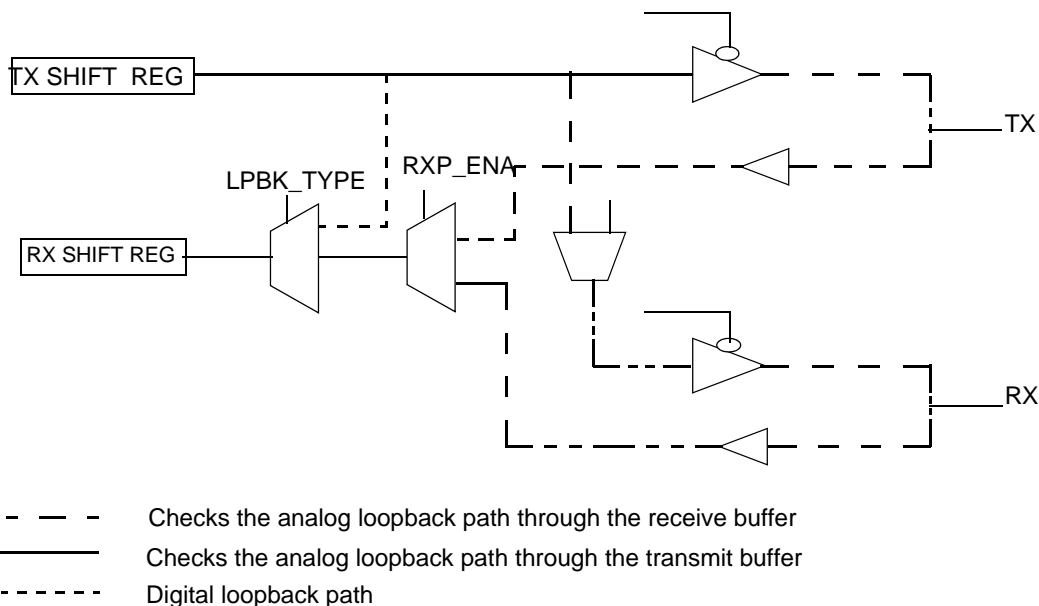 TX SHIFT REG
TX
RXP_ENA
LPBK_TYPE
RX SHIFT REG
RX
Checks the analog loopback path through the receive buffer
Checks the analog loopback path through the transmit buffer
Digital loopback path